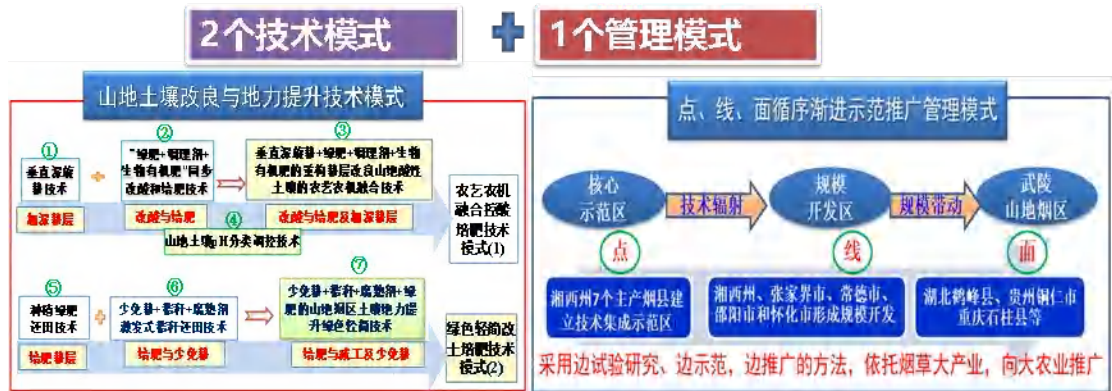 2个技术模式
1个管理模式
山地土壤改良与地力提升技术模式
①
垂直深旋
耕技术
加深耕层
②
“绿肥+调理剂+
生物有机肥”同步
改酸和培肥技术
改酸与培肥
③
垂直深旋耕+绿肥+调理剂+生物
有机肥的重构耕层改良山地酸性
土壤的农艺农机融合技术
改酸与培肥及加深耕层
④
山地土壤pH分类调控技术
农艺农机
融合控酸
培肥技术
模式(1)
⑤
种植绿肥
还田技术
培肥耕层
⑥
少免耕+秸秆+腐熟剂
激发式秸秆还田技术
培肥与少免耕
⑦
少免耕+秸秆+腐熟剂+绿
肥的山地烟区土壤地力提
升绿色轻简技术
培肥与减工及少免耕
绿色轻简改
土培肥技术
模式(2)
点、线、面循序渐进示范推广管理模式
核心
示范区
技术辐射
规模
开发区
规模带动
武陵
山地烟区
点
线
面
湘西州7个主产烟县建
立技术集成示范区
湘西州、张家界市、常德市、
邵阳市和怀化市形成规模开发
湖北鹤峰县、贵州铜仁市
重庆石柱县等
采用边试验研究、边示范，边推广的方法，依托烟草大产业，向大农业推广